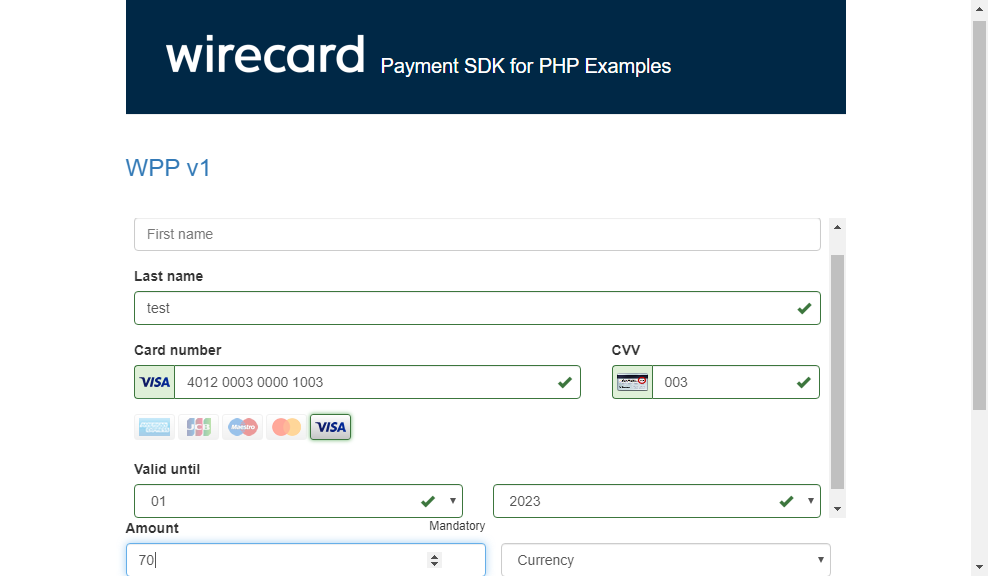 wirecard Payment SDK for PHP Examples
WPP v1
First name
Last name
test
Card number CVV
VISA 4012 0003 0000 1003 003
JCB Maestro VISA
Valid until
01 2023
Amount Mandatory
70 Currency